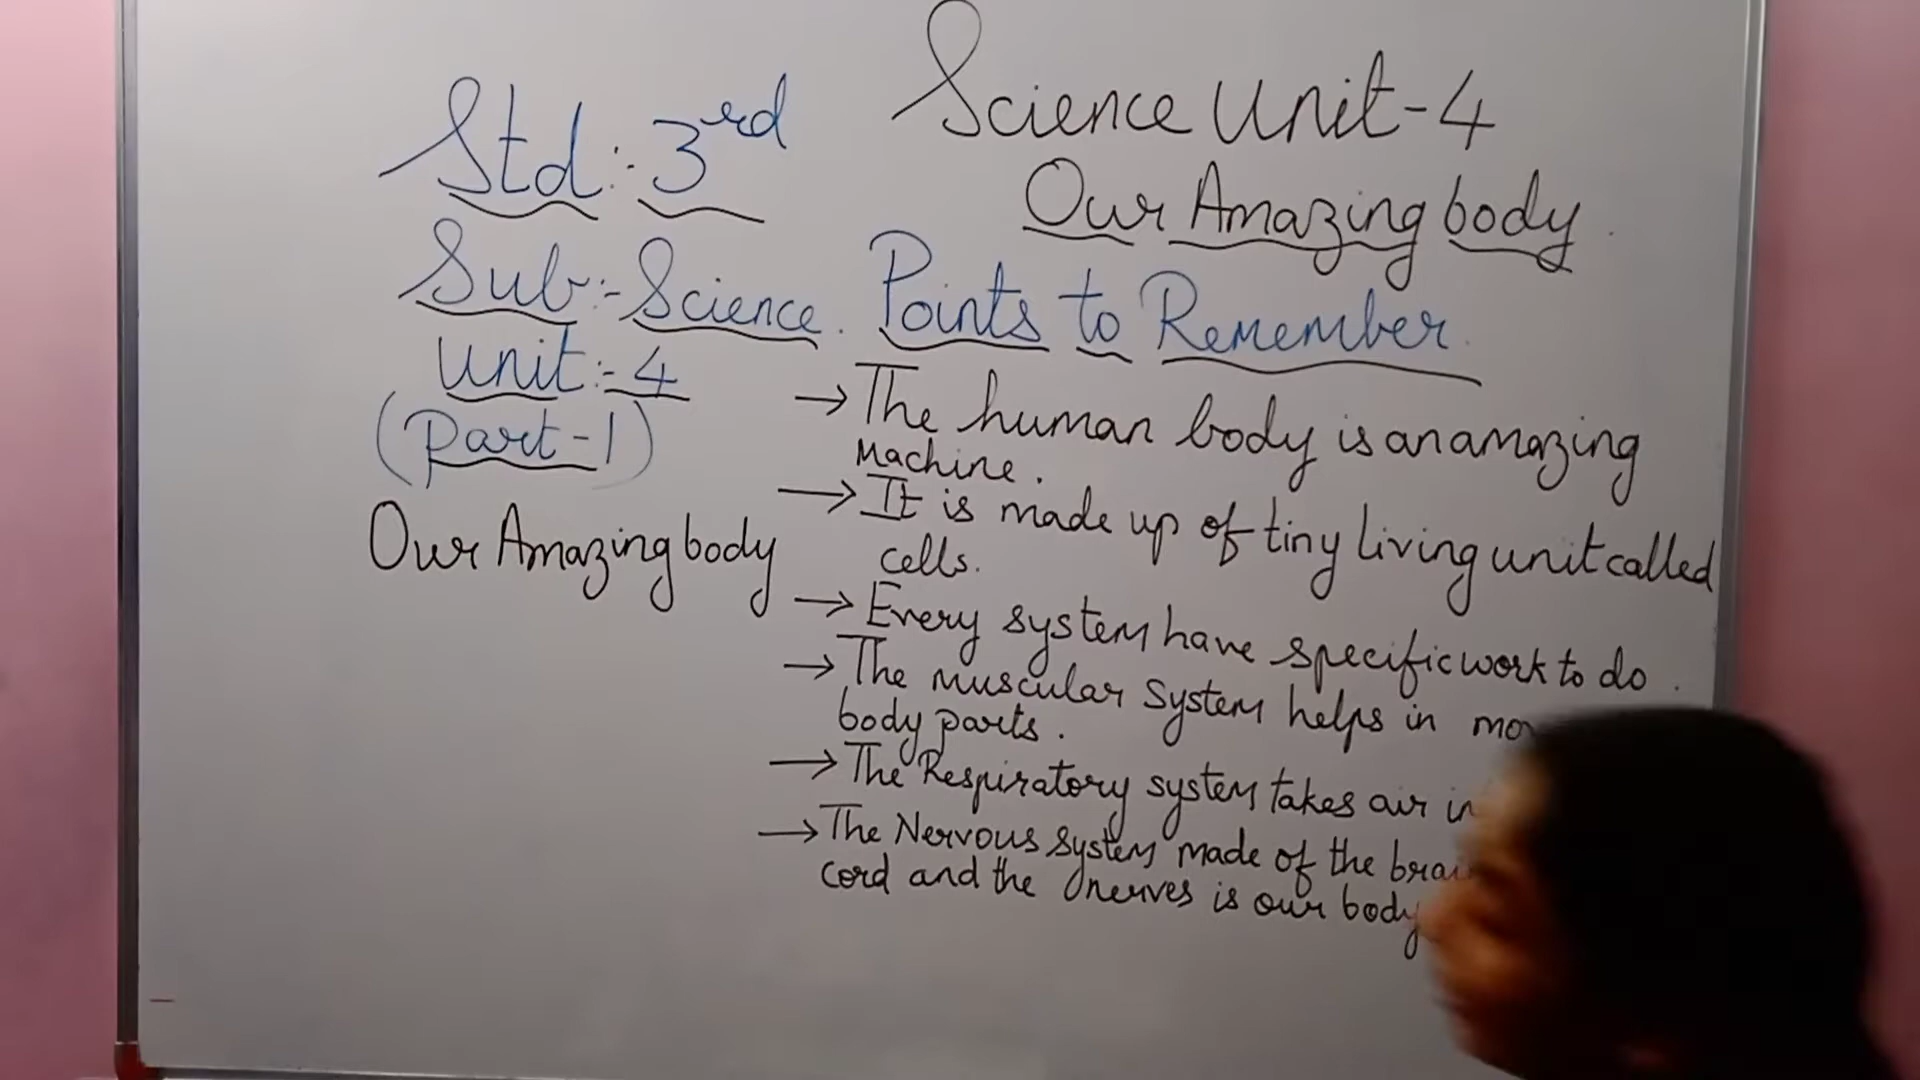 Std:- 3rd
Sub:- Science.
Unit:- 4
(Part-1)
Our Amazing body
Science Unit-4
Our Amazing body.
Points to Remember.
→ The human body is an amazing
Machine.
→ It is made up of tiny living unit called
cells.
→ Every system have specific work to do.
→ The muscular system helps in
body parts.
→ The Respiratory system takes air in
→ The Nervous system made of the
cord and the nerves is our body